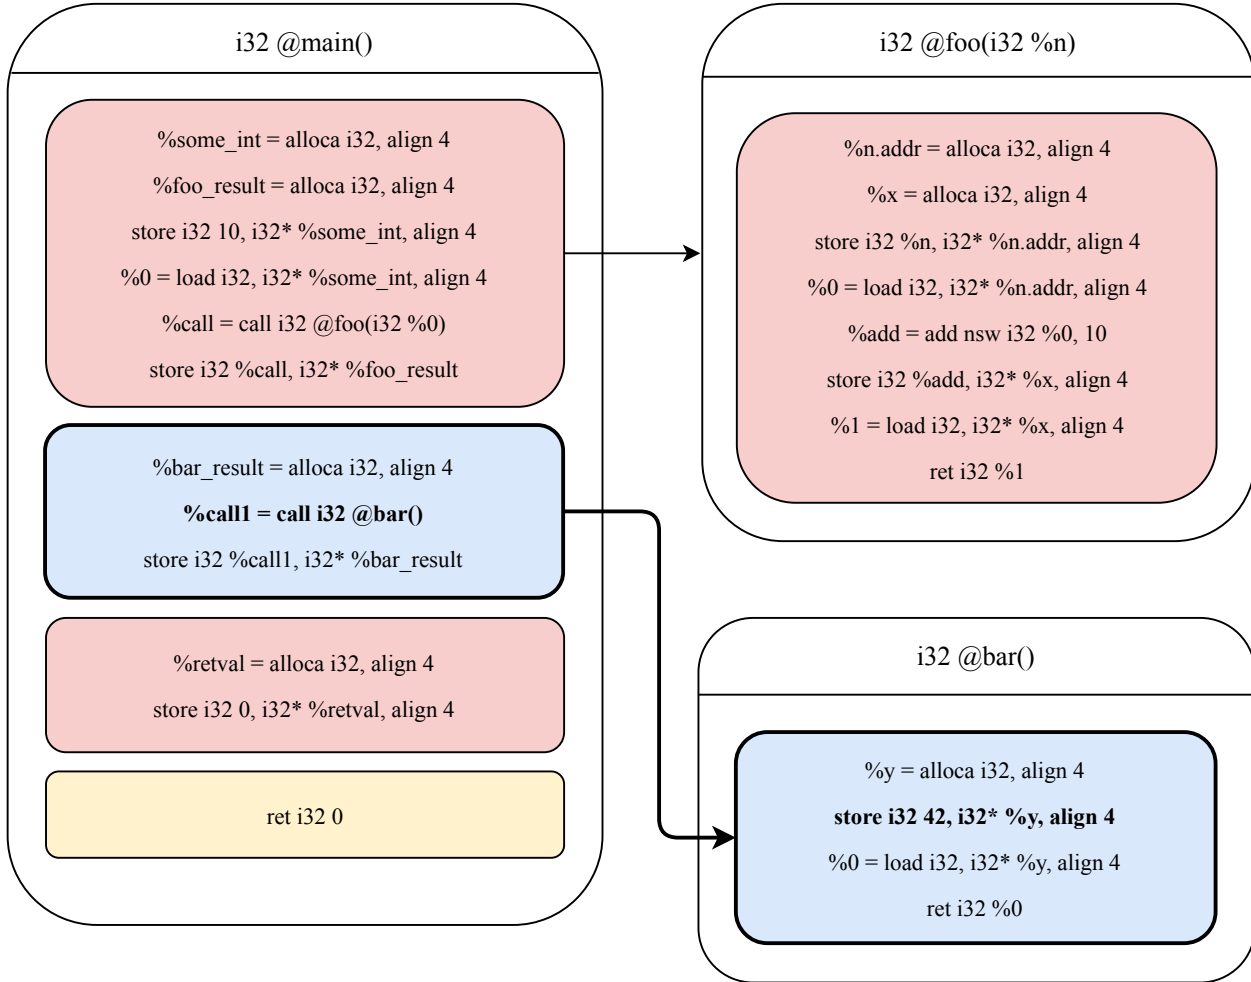 i32 @main()
%some_int = alloca i32, align 4
%foo_result = alloca i32, align 4
store i32 10, i32* %some_int, align 4
%0 = load i32, i32* %some_int, align 4
%call = call i32 @foo(i32 %0)
store i32 %call, i32* %foo_result
%bar_result = alloca i32, align 4
%call1 = call i32 @bar()
store i32 %call1, i32* %bar_result
%retval = alloca i32, align 4
store i32 0, i32* %retval, align 4
ret i32 0
i32 @foo(i32 %n)
%n.addr = alloca i32, align 4
%x = alloca i32, align 4
store i32 %n, i32* %n.addr, align 4
%0 = load i32, i32* %n.addr, align 4
%add = add nsw i32 %0, 10
store i32 %add, i32* %x, align 4
%1 = load i32, i32* %x, align 4
ret i32 %1
i32 @bar()
%y = alloca i32, align 4
store i32 42, i32* %y, align 4
%0 = load i32, i32* %y, align 4
ret i32 %0